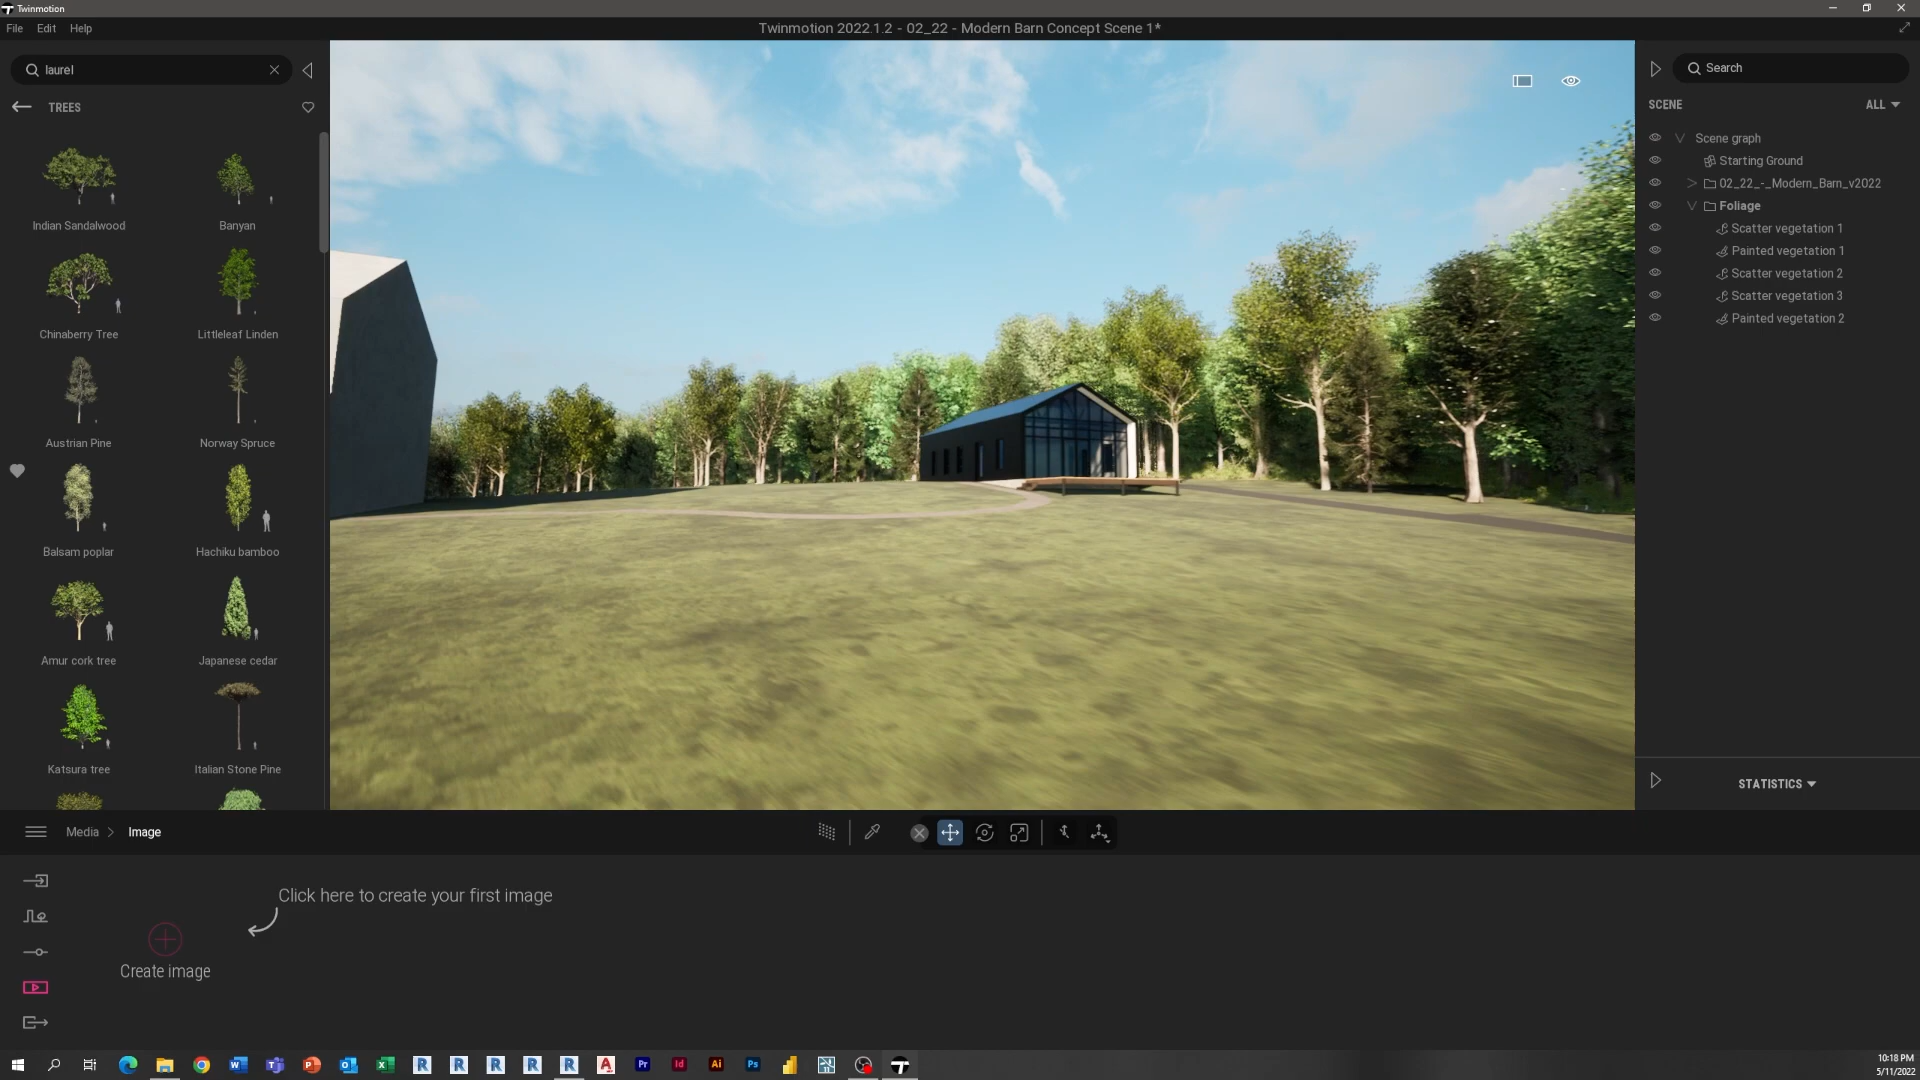 Twinmotion
File Edit Help
Twinmotion 2022.1.2 - 02_22 - Modern Barn Concept Scene 1*
laurel
TREES
Indian Sandalwood
Banyan
Chinaberry Tree
Littleleaf Linden
Austrian Pine
Norway Spruce
Balsam poplar
Hachiku bamboo
Amur cork tree
Japanese cedar
Katsura tree
Italian Stone Pine
Search
SCENE
ALL
Scene graph
Starting Ground
02_22_-_Modern_Barn_v2022
Foliage
Scatter vegetation 1
Painted vegetation 1
Scatter vegetation 2
Scatter vegetation 3
Painted vegetation 2
STATISTICS
Media > Image
Click here to create your first image
Create image
10:18 PM
5/11/2022